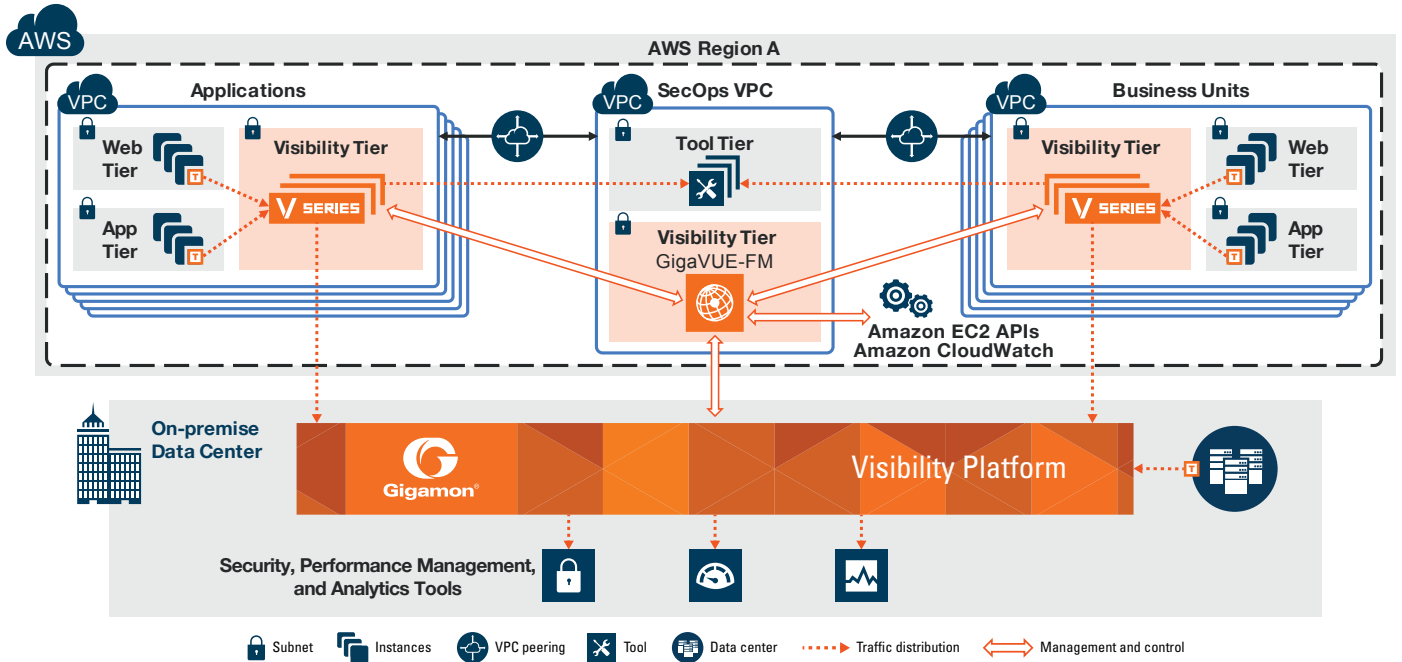 AWS
AWS Region A
VPC
Applications
Web
Tier
T
App
Tier
T
Visibility Tier
V SERIES
VPC
SecOps VPC
Tool Tier
Visibility Tier
GigaVUE-FM
Amazon EC2 APIs
Amazon CloudWatch
VPC
Business Units
Visibility Tier
V SERIES
T
Web
Tier
T
App
Tier
On-premise
Data Center
Gigamon®
Visibility Platform
T
Security, Performance Management,
and Analytics Tools
Subnet
Instances
VPC peering
Tool
Data center
Traffic distribution
Management and control